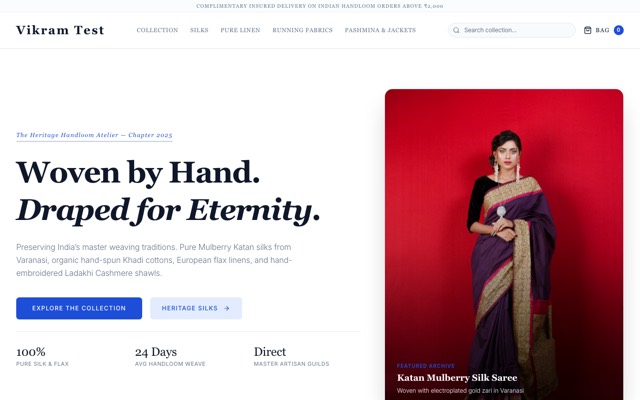 COMPLIMENTARY INSURED DELIVERY ON INDIAN HANDLOOM ORDERS ABOVE ₹2,000
Vikram Test
COLLECTION SILKS PURE LINEN RUNNING FABRICS PASHMINA & JACKETS
Search collection...
BAG 0
The Heritage Handloom Atelier — Chapter 2025
Woven by Hand.
Draped for Eternity.
Preserving India's master weaving traditions. Pure Mulberry Katan silks from
Varanasi, organic hand-spun Khadi cottons, European flax linens, and hand-
embroidered Ladakhi Cashmere shawls.
EXPLORE THE COLLECTION
HERITAGE SILKS →
100%
PURE SILK & FLAX
24 Days
AVG HANDLOOM WEAVE
Direct
MASTER ARTISAN GUILDS
FEATURED ARCHIVE
Katan Mulberry Silk Saree
Woven with electroplated gold zari in Varanasi